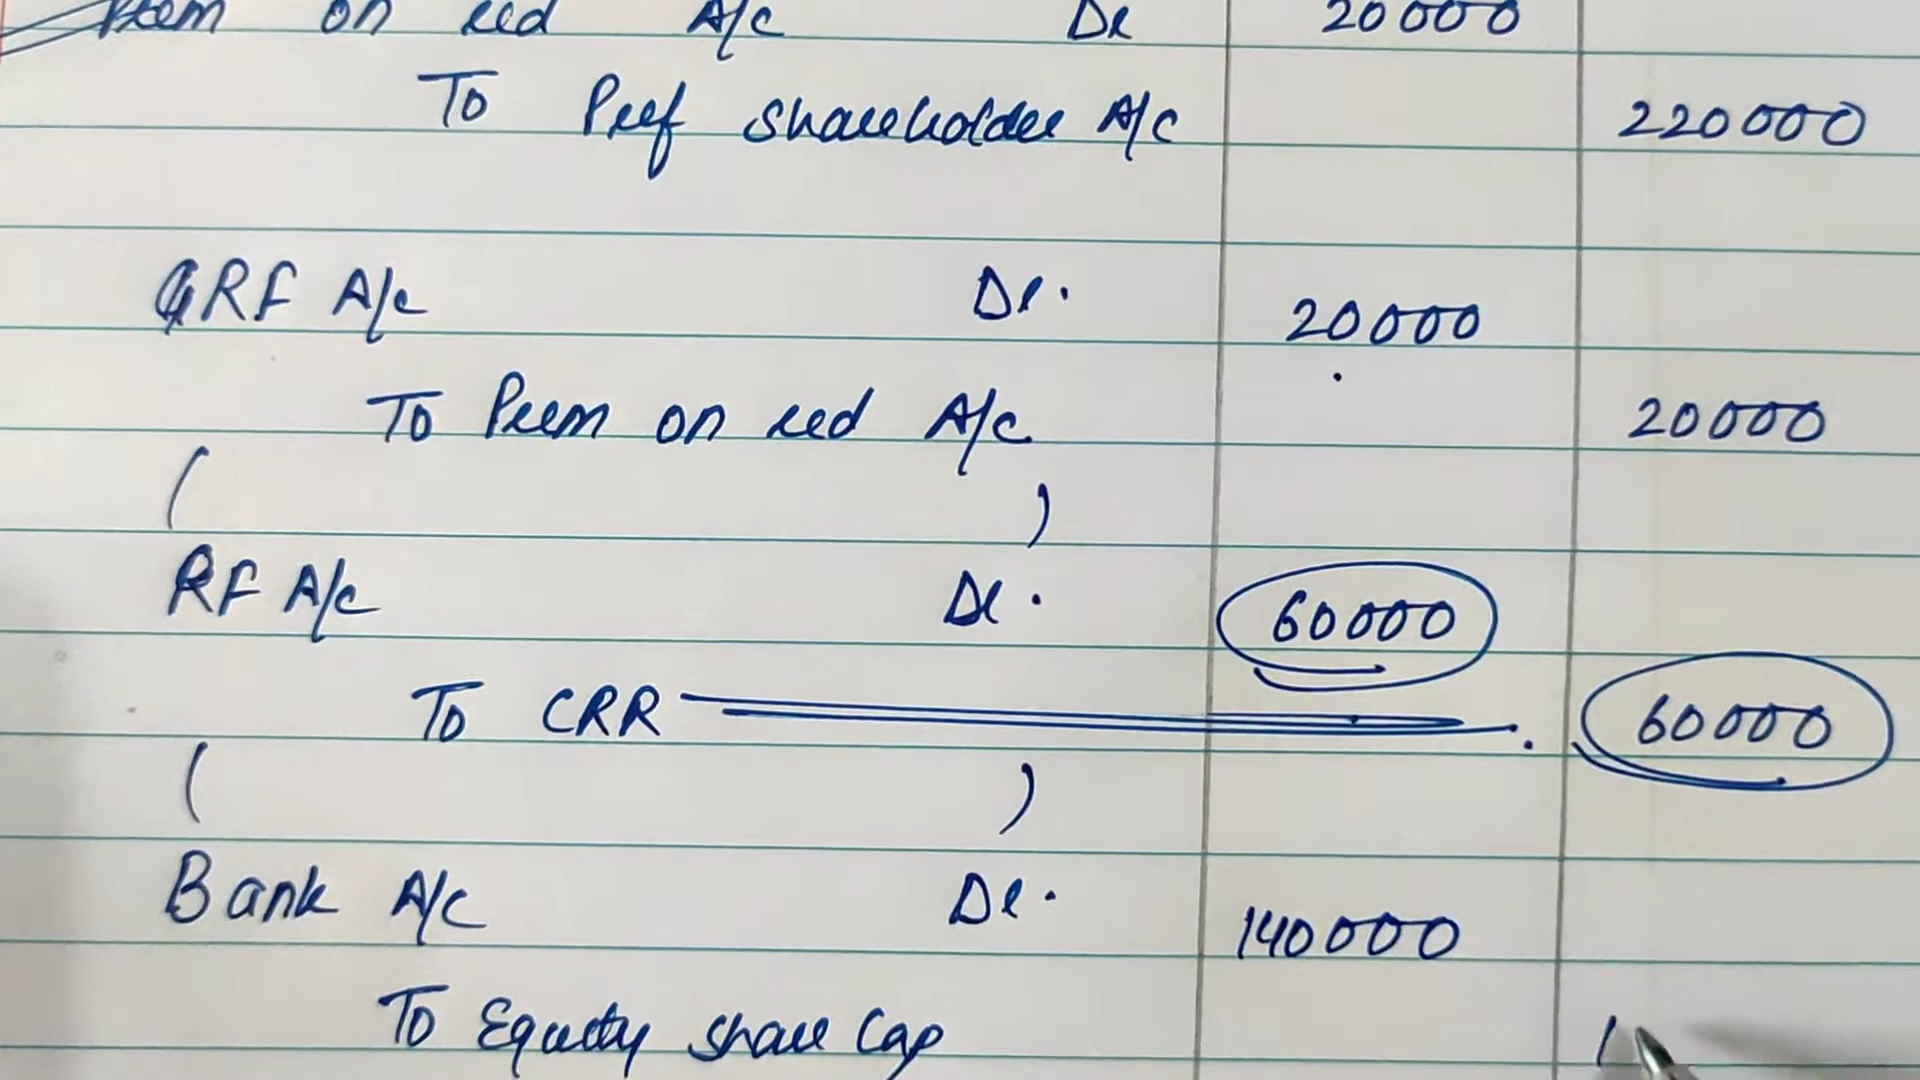 Prem on red A/c Dr 20000
To Pref shareholder A/c 220000
GRF A/c Dr. 20000
To Prem on red A/c 20000
( )
RF A/c Dr. 60000
To CRR 60000
( )
Bank A/c Dr. 140000
To Equity share Cap 1